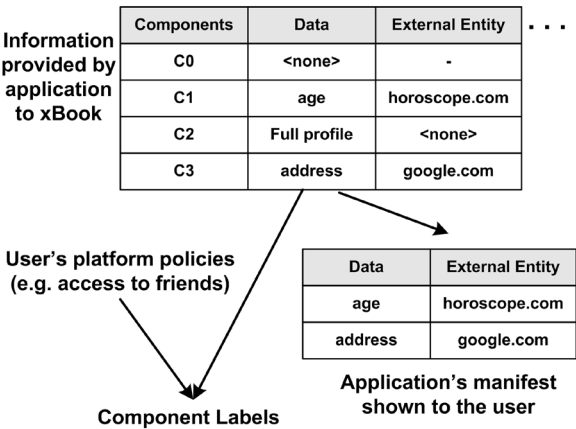 Information
provided by
application
to xBook
Components Data External Entity . . .
C0 <none> -
C1 age horoscope.com
C2 Full profile <none>
C3 address google.com
User's platform policies
(e.g. access to friends)
Data External Entity
age horoscope.com
address google.com
Application's manifest
shown to the user
Component Labels